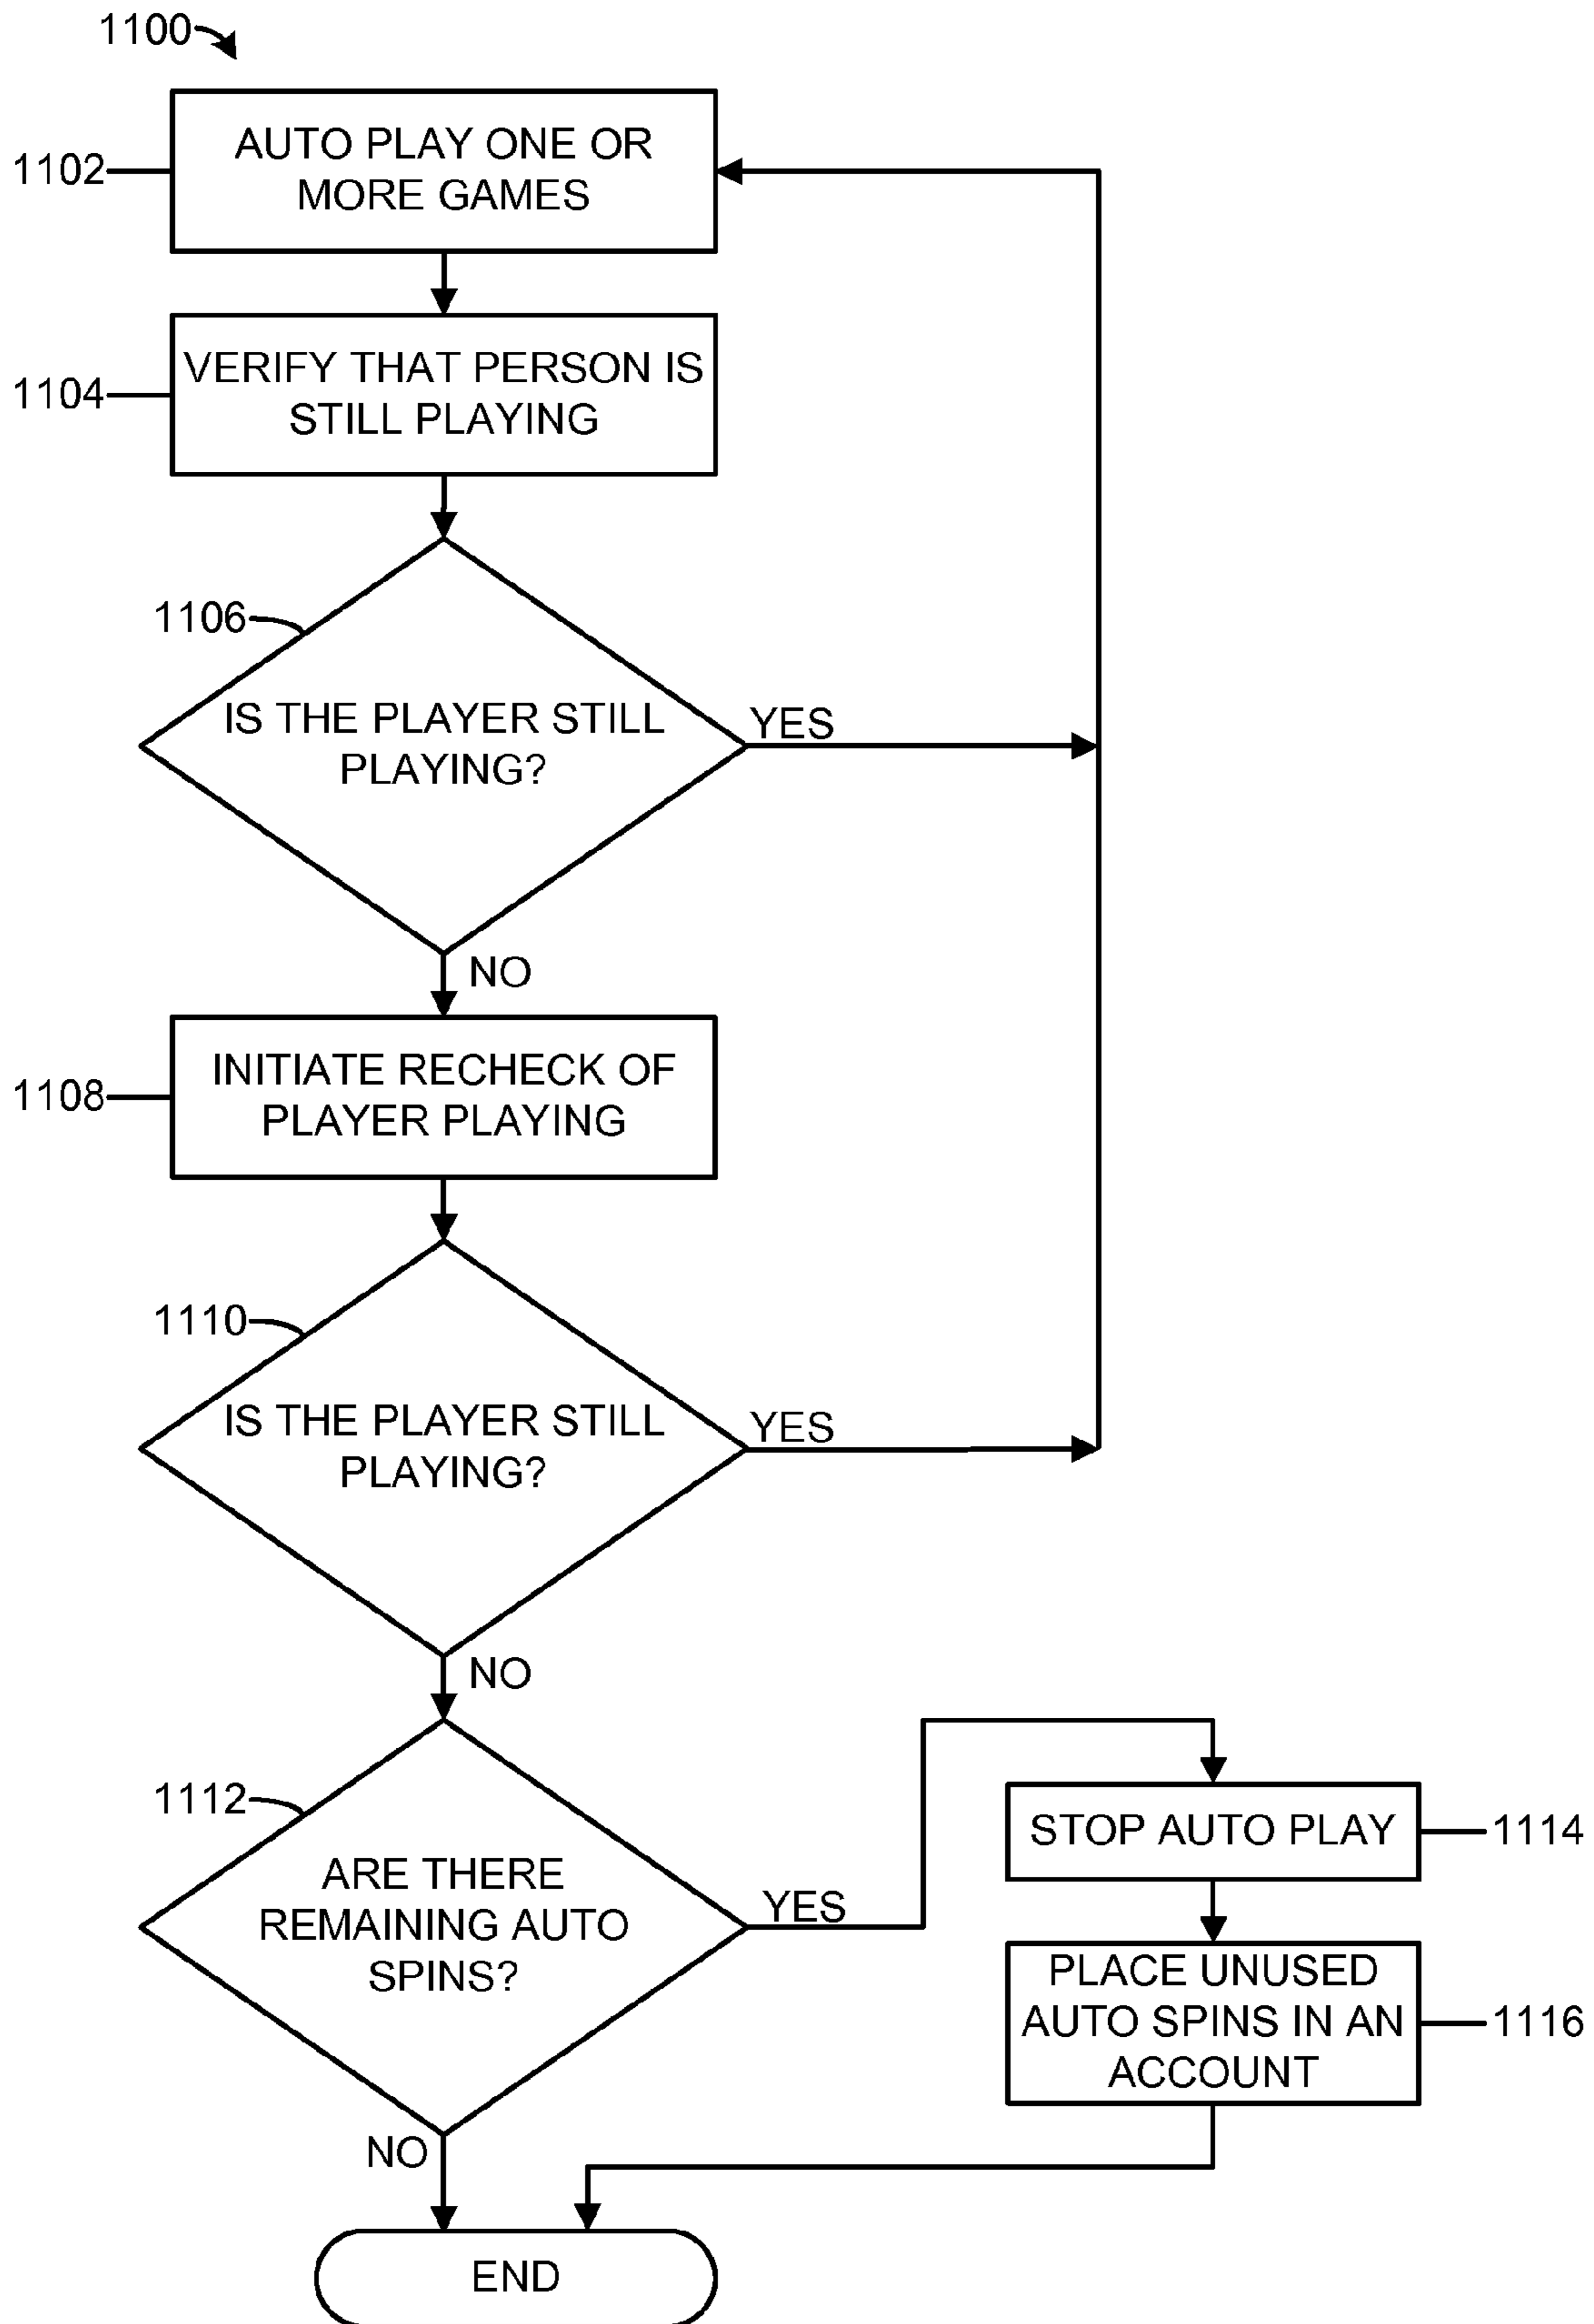 1100
AUTO PLAY ONE OR
MORE GAMES
1102
VERIFY THAT PERSON IS
STILL PLAYING
1104
1106
IS THE PLAYER STILL
PLAYING?
YES
NO
INITIATE RECHECK OF
PLAYER PLAYING
1108
1110
IS THE PLAYER STILL
PLAYING?
YES
NO
1112
ARE THERE
REMAINING AUTO
SPINS?
YES
NO
STOP AUTO PLAY
1114
PLACE UNUSED
AUTO SPINS IN AN
ACCOUNT
1116
END